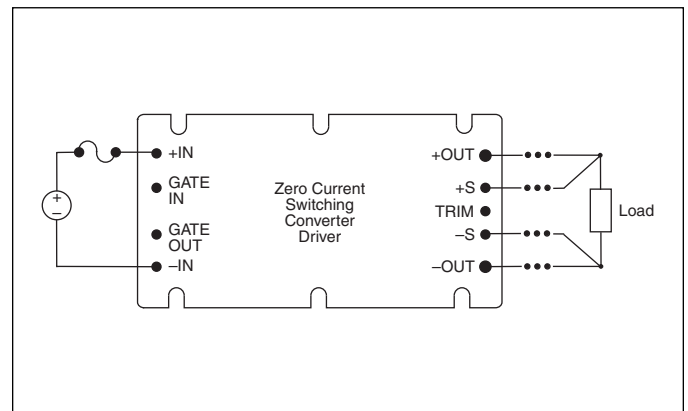 +IN
GATE
IN
GATE
OUT
–IN
Zero Current
Switching
Converter
Driver
+OUT
+S
TRIM
–S
–OUT
Load
+
–